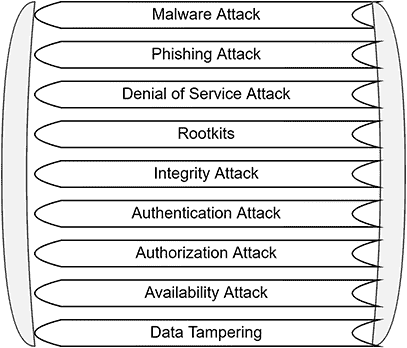 Malware Attack
Phishing Attack
Denial of Service Attack
Rootkits
Integrity Attack
Authentication Attack
Authorization Attack
Availability Attack
Data Tampering